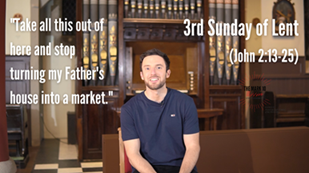 "Take all this out of
here and stop
turning my Father's
house into a market."
3rd Sunday of Lent
(John 2:13-25)